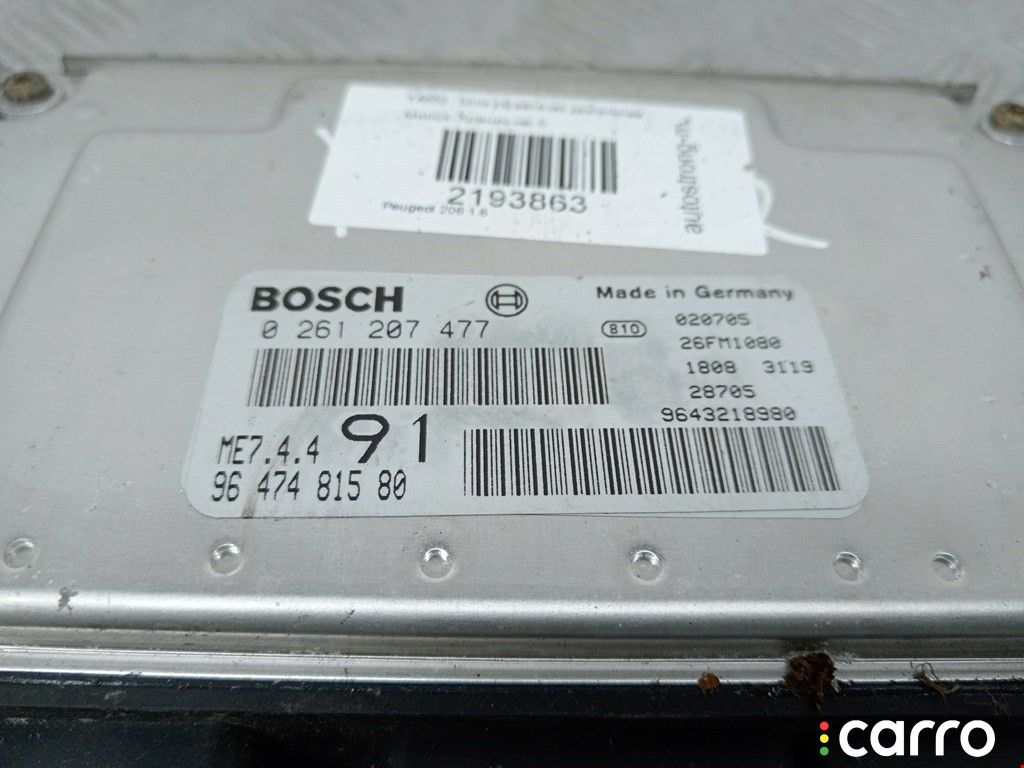 2193863
Peugeot 206 1.6
autostrong-m
BOSCH
Made in Germany
0 261 207 477
810
020705
26FM1080
1808 3119
28705
9643218980
ME7.4.4 91
96 474 815 80
carro